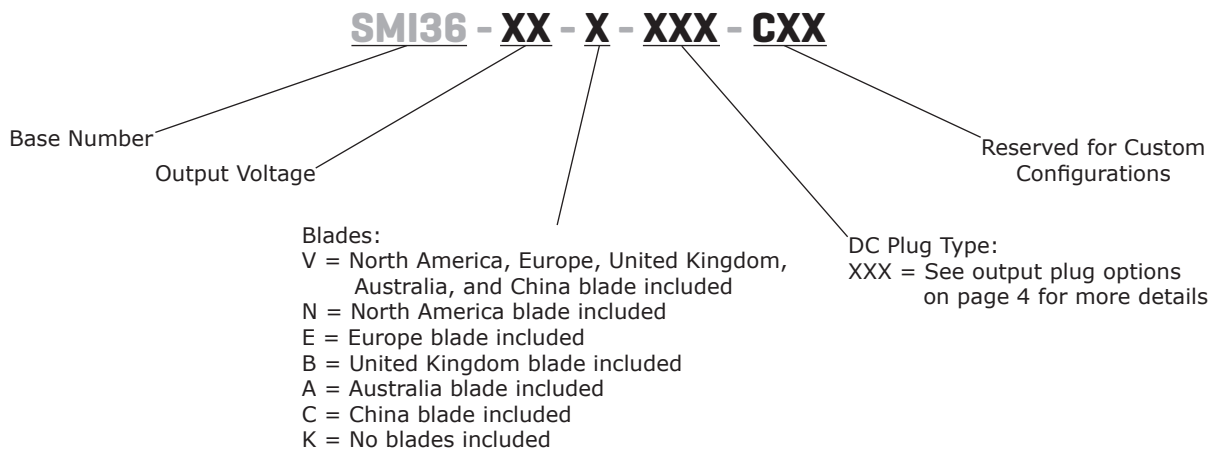 SMI36 - XX - X - XXX - CXX
Base Number
Output Voltage
Reserved for Custom
Configurations
Blades:
V = North America, Europe, United Kingdom,
Australia, and China blade included
N = North America blade included
E = Europe blade included
B = United Kingdom blade included
A = Australia blade included
C = China blade included
K = No blades included
DC Plug Type:
XXX = See output plug options
on page 4 for more details